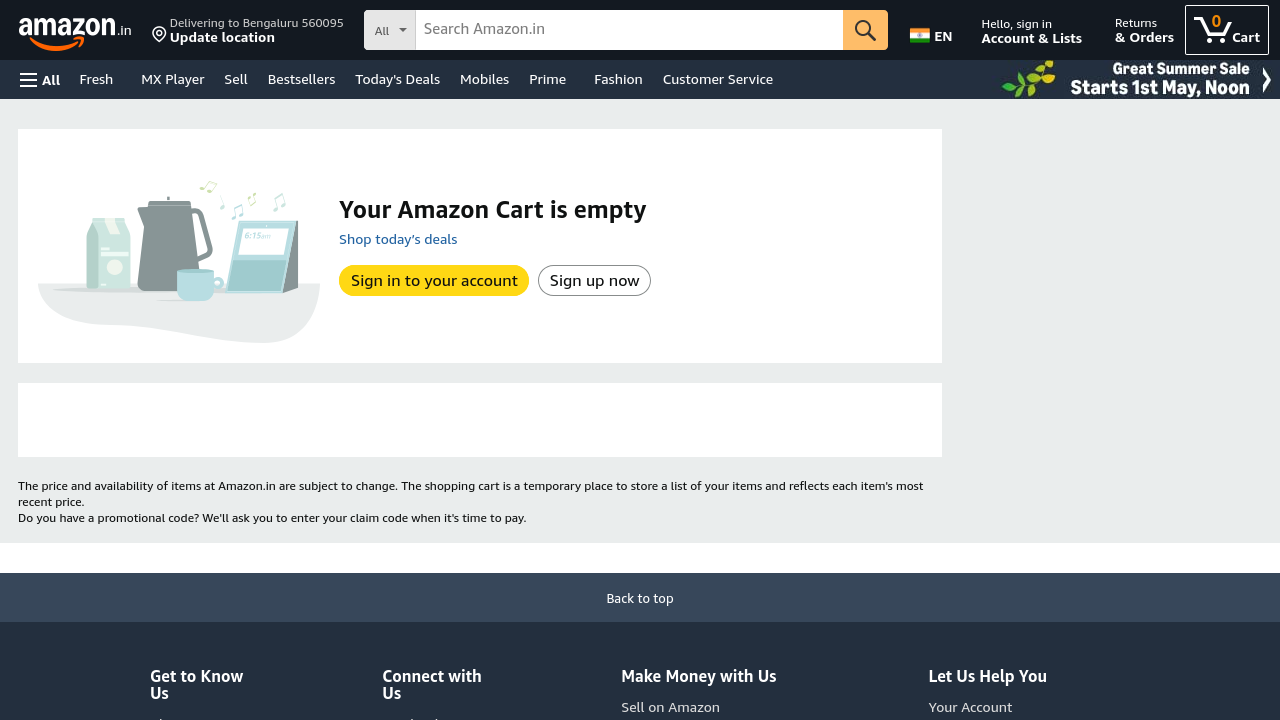 amazon.in
Delivering to Bengaluru 560095
Update location
All
Search Amazon.in
EN
Hello, sign in
Account & Lists
Returns
& Orders
0
Cart
All
Fresh
MX Player
Sell
Bestsellers
Today's Deals
Mobiles
Prime
Fashion
Customer Service
Great Summer Sale
Starts 1st May, Noon
6:15am
Your Amazon Cart is empty
Shop today's deals
Sign in to your account
Sign up now
The price and availability of items at Amazon.in are subject to change. The shopping cart is a temporary place to store a list of your items and reflects each item's most
recent price.
Do you have a promotional code? We'll ask you to enter your claim code when it's time to pay.
Back to top
Get to Know
Us
Connect with
Us
Make Money with Us
Let Us Help You
Sell on Amazon
Your Account